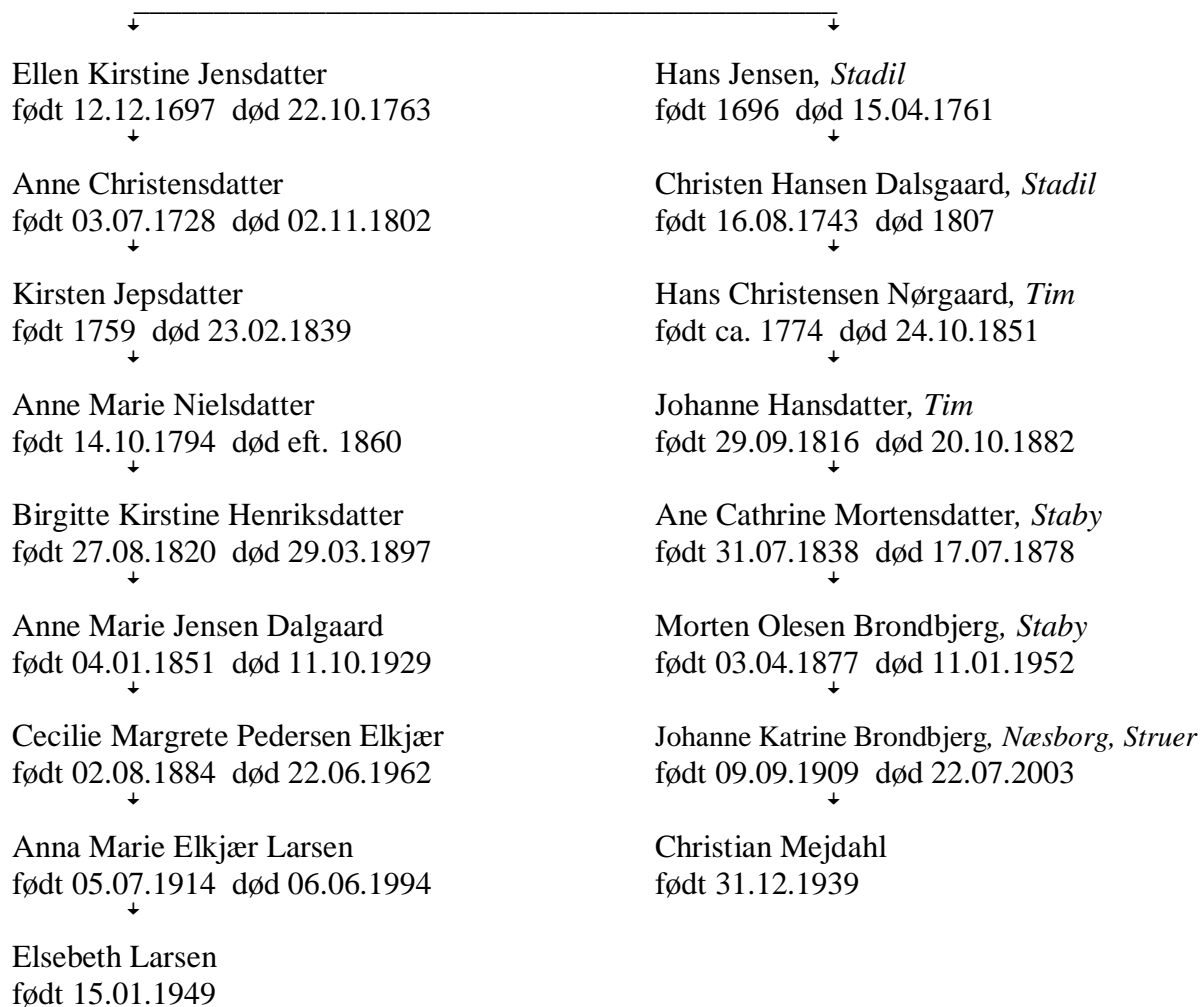 Ellen Kirstine Jensdatter
født 12.12.1697 død 22.10.1763
Anne Christensdatter
født 03.07.1728 død 02.11.1802
Kirsten Jepsdatter
født 1759 død 23.02.1839
Anne Marie Nielsdatter
født 14.10.1794 død eft. 1860
Birgitte Kirstine Henriksdatter
født 27.08.1820 død 29.03.1897
Anne Marie Jensen Dalgaard
født 04.01.1851 død 11.10.1929
Cecilie Margrete Pedersen Elkjær
født 02.08.1884 død 22.06.1962
Anna Marie Elkjær Larsen
født 05.07.1914 død 06.06.1994
Elsebeth Larsen
født 15.01.1949
Hans Jensen, Stadil
født 1696 død 15.04.1761
Christen Hansen Dalsgaard, Stadil
født 16.08.1743 død 1807
Hans Christensen Nørgaard, Tim
født ca. 1774 død 24.10.1851
Johanne Hansdatter, Tim
født 29.09.1816 død 20.10.1882
Ane Cathrine Mortensdatter, Staby
født 31.07.1838 død 17.07.1878
Morten Olesen Brondbjerg, Staby
født 03.04.1877 død 11.01.1952
Johanne Katrine Brondbjerg, Næsborg, Struer
født 09.09.1909 død 22.07.2003
Christian Mejdahl
født 31.12.1939